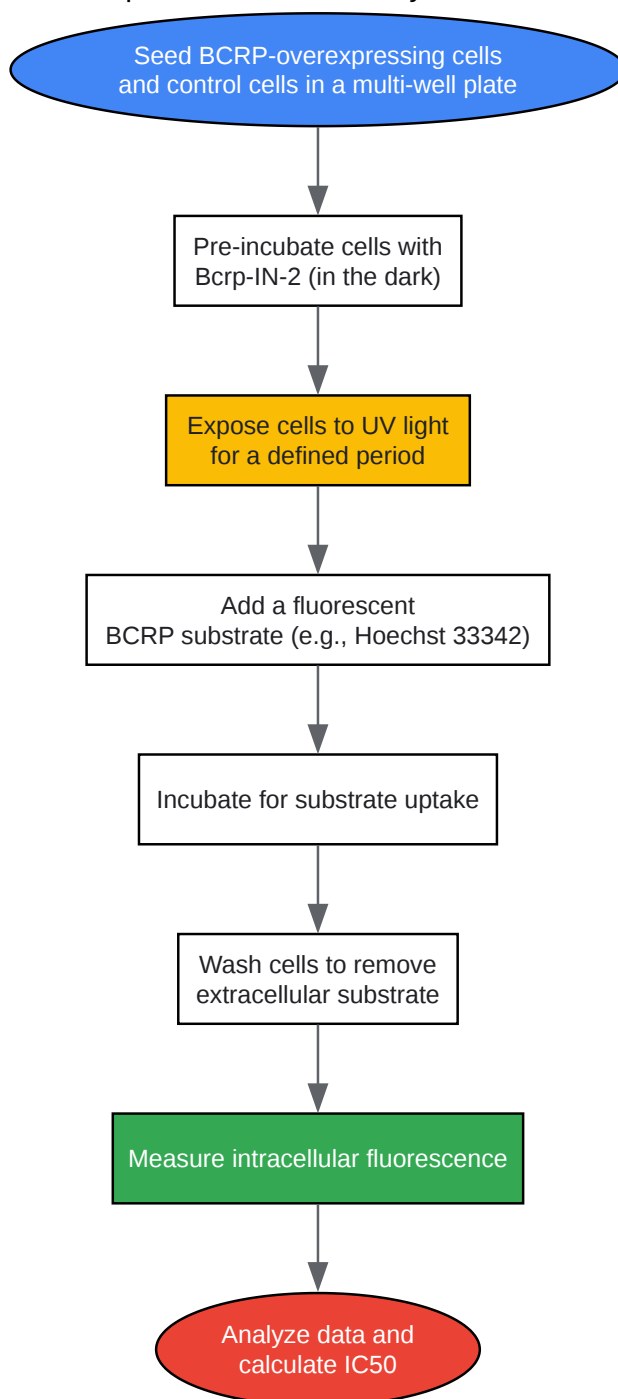 Seed BCRP-overexpressing cells
and control cells in a multi-well plate
Pre-incubate cells with
Bcrp-IN-2 (in the dark)
Expose cells to UV light
for a defined period
Add a fluorescent
BCRP substrate (e.g., Hoechst 33342)
Incubate for substrate uptake
Wash cells to remove
extracellular substrate
Measure intracellular fluorescence
Analyze data and
calculate IC50